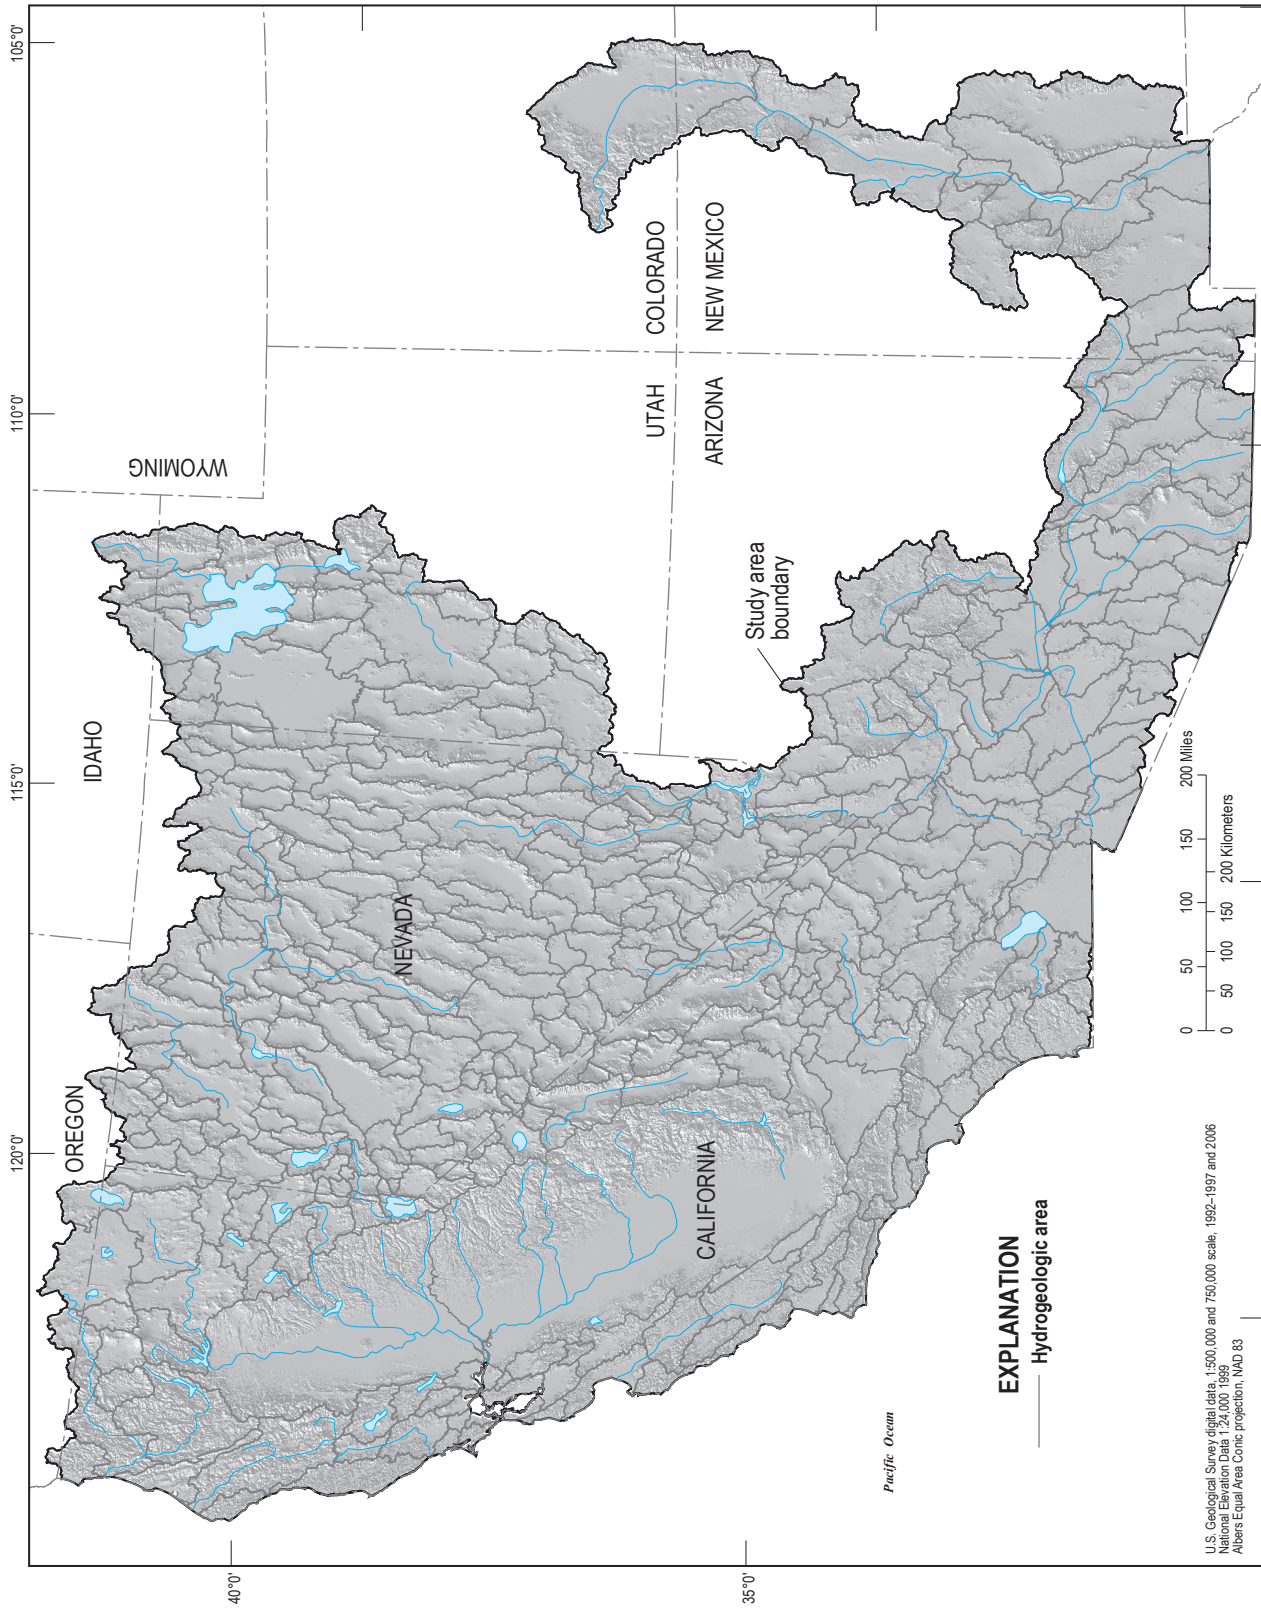 120°0'
115°0'
110°0'
105°0'
OREGON
IDAHO
WYOMING
40°0'
NEVADA
UTAH
COLORADO
ARIZONA
NEW MEXICO
CALIFORNIA
Study area
boundary
35°0'
Pacific Ocean
EXPLANATION
Hydrogeologic area
0 50 100 150 200 Miles
0 50 100 150 200 Kilometers
U.S. Geological Survey digital data, 1:500,000 and 750,000 scale, 1992–1997 and 2006
National Elevation Data 1:24,000 1999
Albers Equal Area Conic projection, NAD 83